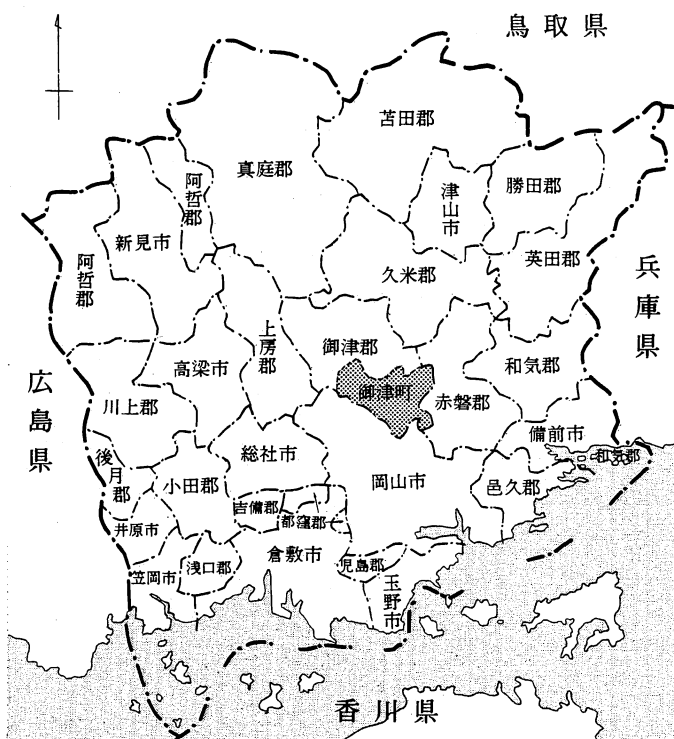 鳥取県
苫田郡
真庭郡
阿哲郡
津山市
勝田郡
新見市
阿哲郡
久米郡
英田郡
兵庫県
上房郡
御津郡
高梁市
和気郡
広島県
御津町
赤磐郡
川上郡
備前市
総社市
和気郡
後月郡
小田郡
岡山市
邑久郡
吉備郡
都窪郡
井原市
倉敷市
児島郡
浅口郡
笠岡市
玉野市
香川県